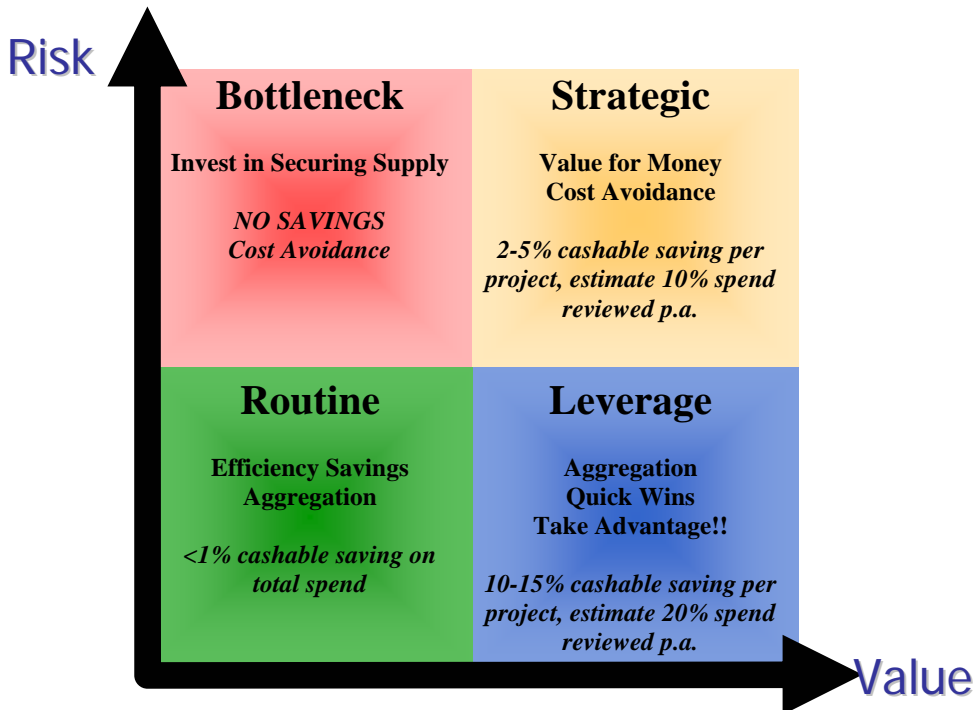 Risk
Bottleneck
Invest in Securing Supply
NO SAVINGS
Cost Avoidance
Strategic
Value for Money
Cost Avoidance
2-5% cashable saving per
project, estimate 10% spend
reviewed p.a.
Routine
Efficiency Savings
Aggregation
<1% cashable saving on
total spend
Leverage
Aggregation
Quick Wins
Take Advantage!!
10-15% cashable saving per
project, estimate 20% spend
reviewed p.a.
Value